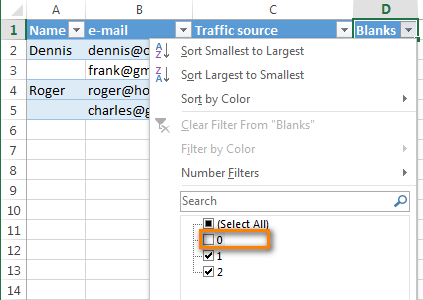 A B C D
1 Name e-mail Traffic source Blanks
2 Dennis dennis@o
3 frank@gm
4 Roger roger@ho
5 charles@g
6
7
8
9
10
11
12
13
14
Sort Smallest to Largest
Sort Largest to Smallest
Sort by Color
Clear Filter From "Blanks"
Filter by Color
Number Filters
Search
(Select All)
0
1
2